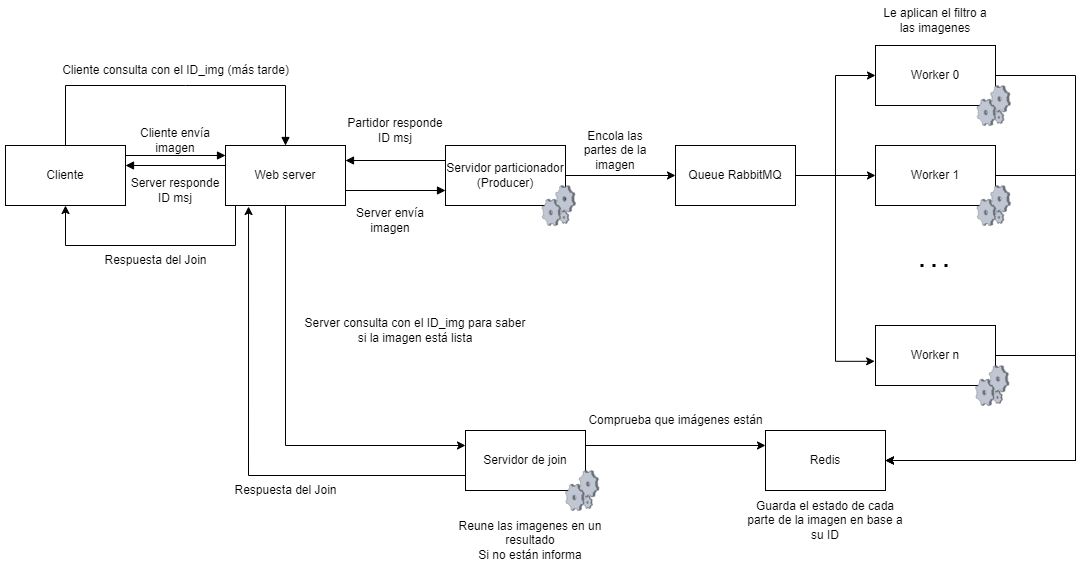 Le aplican el filtro a
las imagenes
Worker 0
Cliente consulta con el ID_img (más tarde)
Cliente envía
imagen
Partidor responde
ID msj
Encola las
partes de la
imagen
Cliente
Web server
Servidor particionador
(Producer)
Queue RabbitMQ
Worker 1
Server responde
ID msj
Server envía
imagen
Respuesta del Join
. . .
Server consulta con el ID_img para saber
si la imagen está lista
Worker n
Comprueba que imágenes están
Servidor de join
Redis
Respuesta del Join
Guarda el estado de cada
parte de la imagen en base a
su ID
Reune las imagenes en un
resultado
Si no están informa